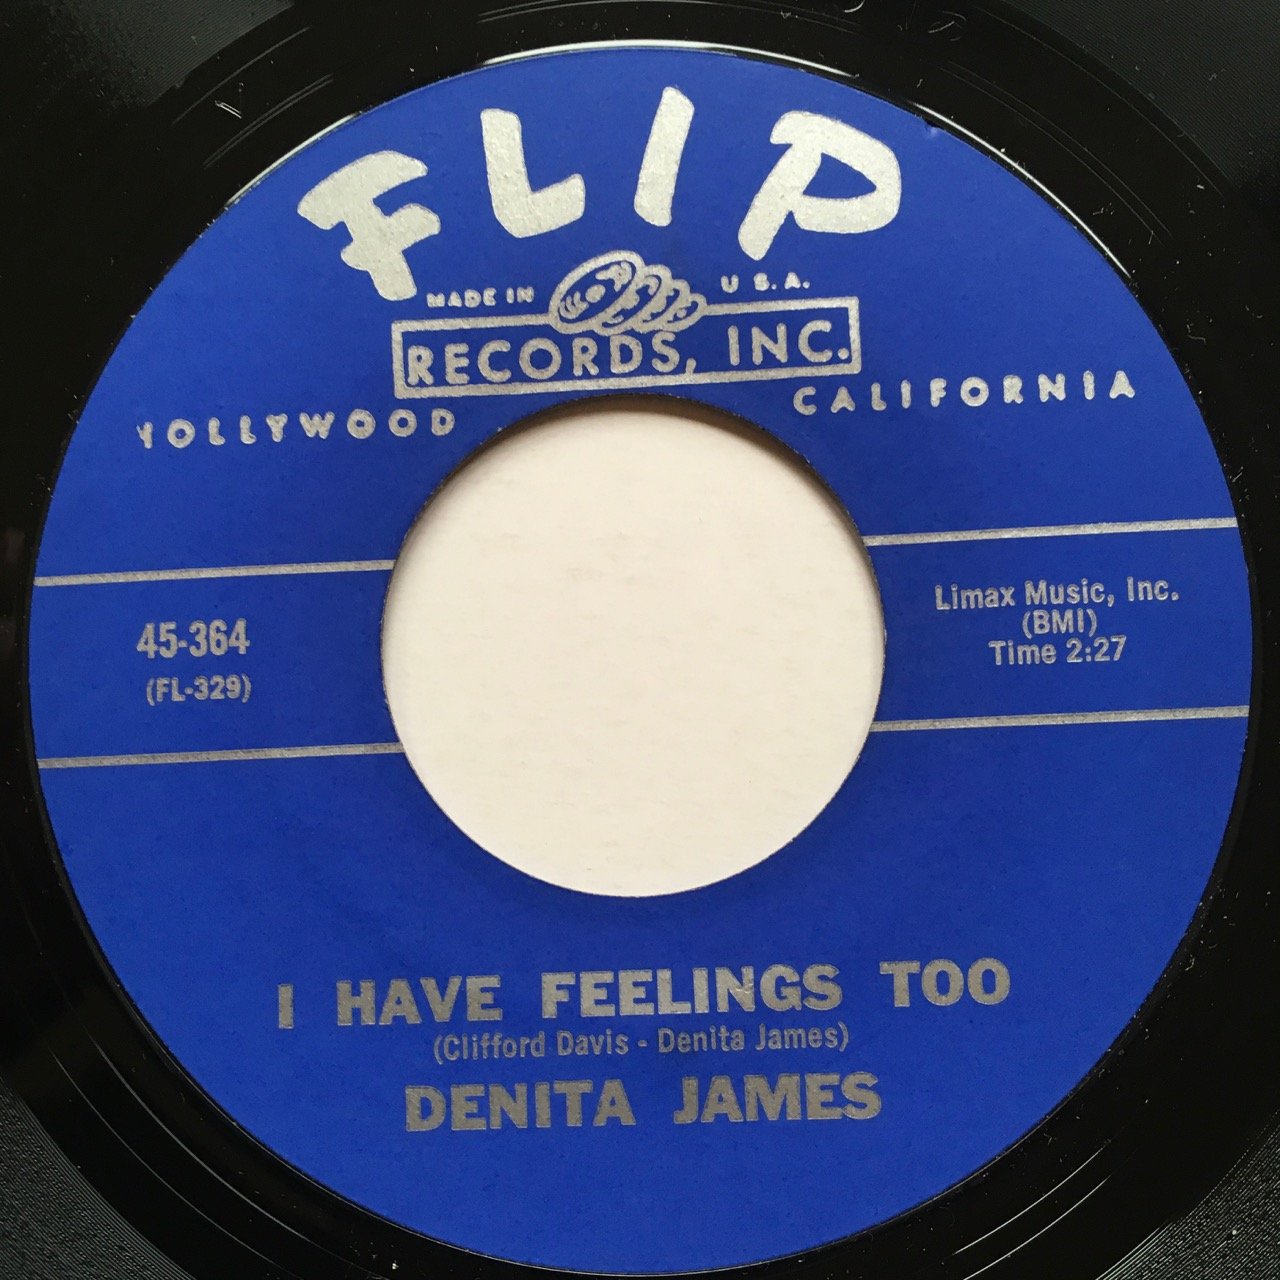 FLIP
MADE IN U.S.A.
RECORDS, INC.
HOLLYWOOD CALIFORNIA
45-364
(FL-329)
Limax Music, Inc.
(BMI)
Time 2:27
I HAVE FEELINGS TOO
(Clifford Davis - Denita James)
DENITA JAMES